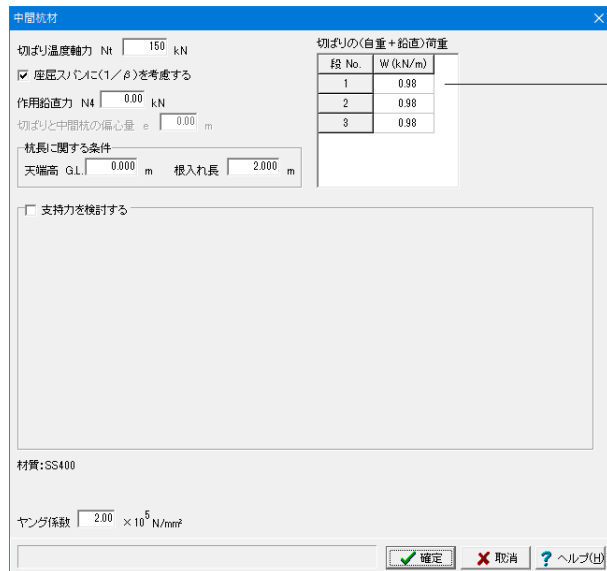 中間杭材
切ばり温度軸力 Nt 150 kN
座屈スパンに(1/β)を考慮する
作用鉛直力 N4 0.00 kN
切ばりと中間杭の偏心量 e 0.00 m
杭長に関する条件
天端高 G.L. 0.000 m 根入れ長 2.000 m
切ばりの(自重+鉛直)荷重
段 No. W (kN/m)
1 0.98
2 0.98
3 0.98
支持力を検討する
材質:SS400
ヤング係数 2.00 ×10⁵ N/mm²
確定 取消 ヘルプ(H)